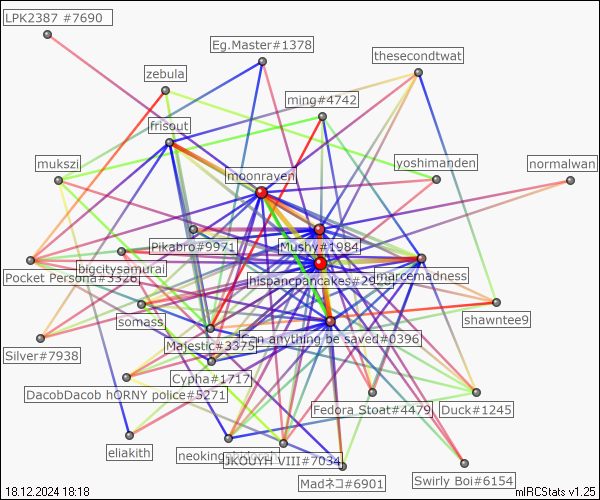 LPK2387 #7690
Eg.Master#1378
thesecondtwat
zebula
ming#4742
frisout
mukszi
yoshimanden
normalwan
moonraven
Pikabro#9971
Mushy#1984
bigcitysamurai
Pocket Persona#3328
hispancpancakes#
marcemadness
somass
shawntee9
Majestic#3375
Can anything be saved#0396
Silver#7938
Cypha#1717
DacobDacob hORNY police#5271
Fedora Stoat#4479
Duck#1245
eliakith
JKOUYH VIII#7034
Madネコ#6901
Swirly Boi#6154
18.12.2024 18:18
mIRCStats v1.25